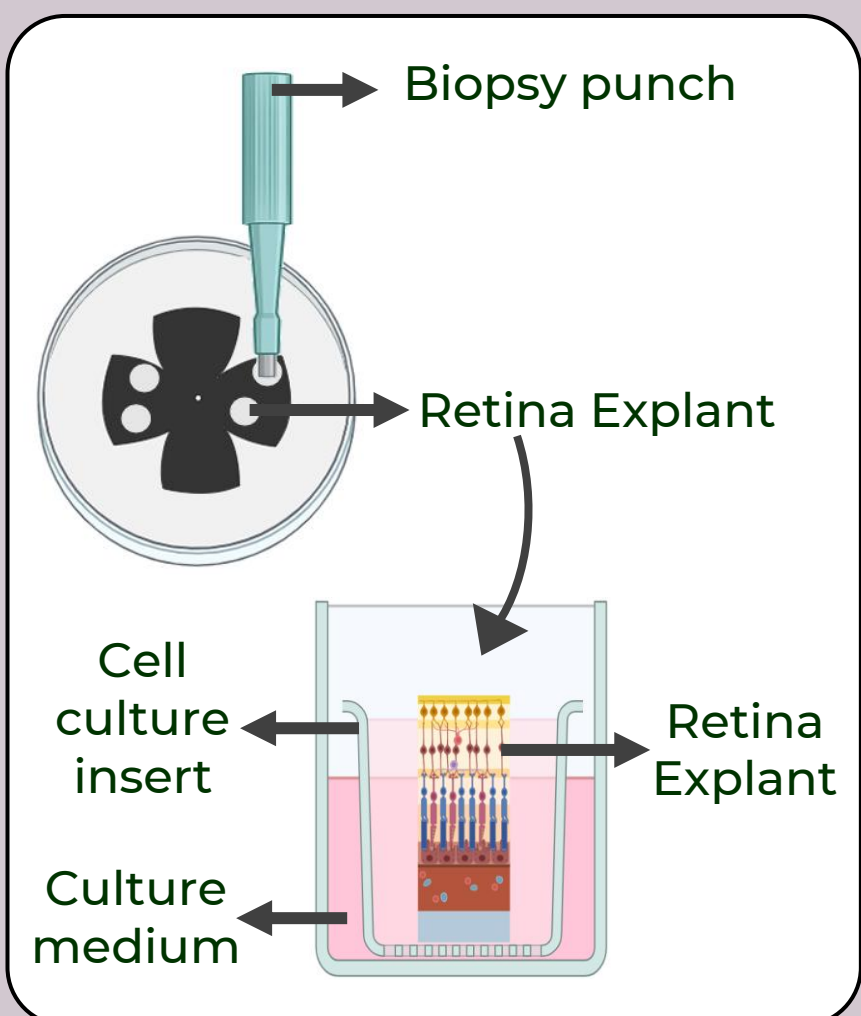 Biopsy punch
Retina Explant
Cell
culture
insert
Retina
Explant
Culture
medium